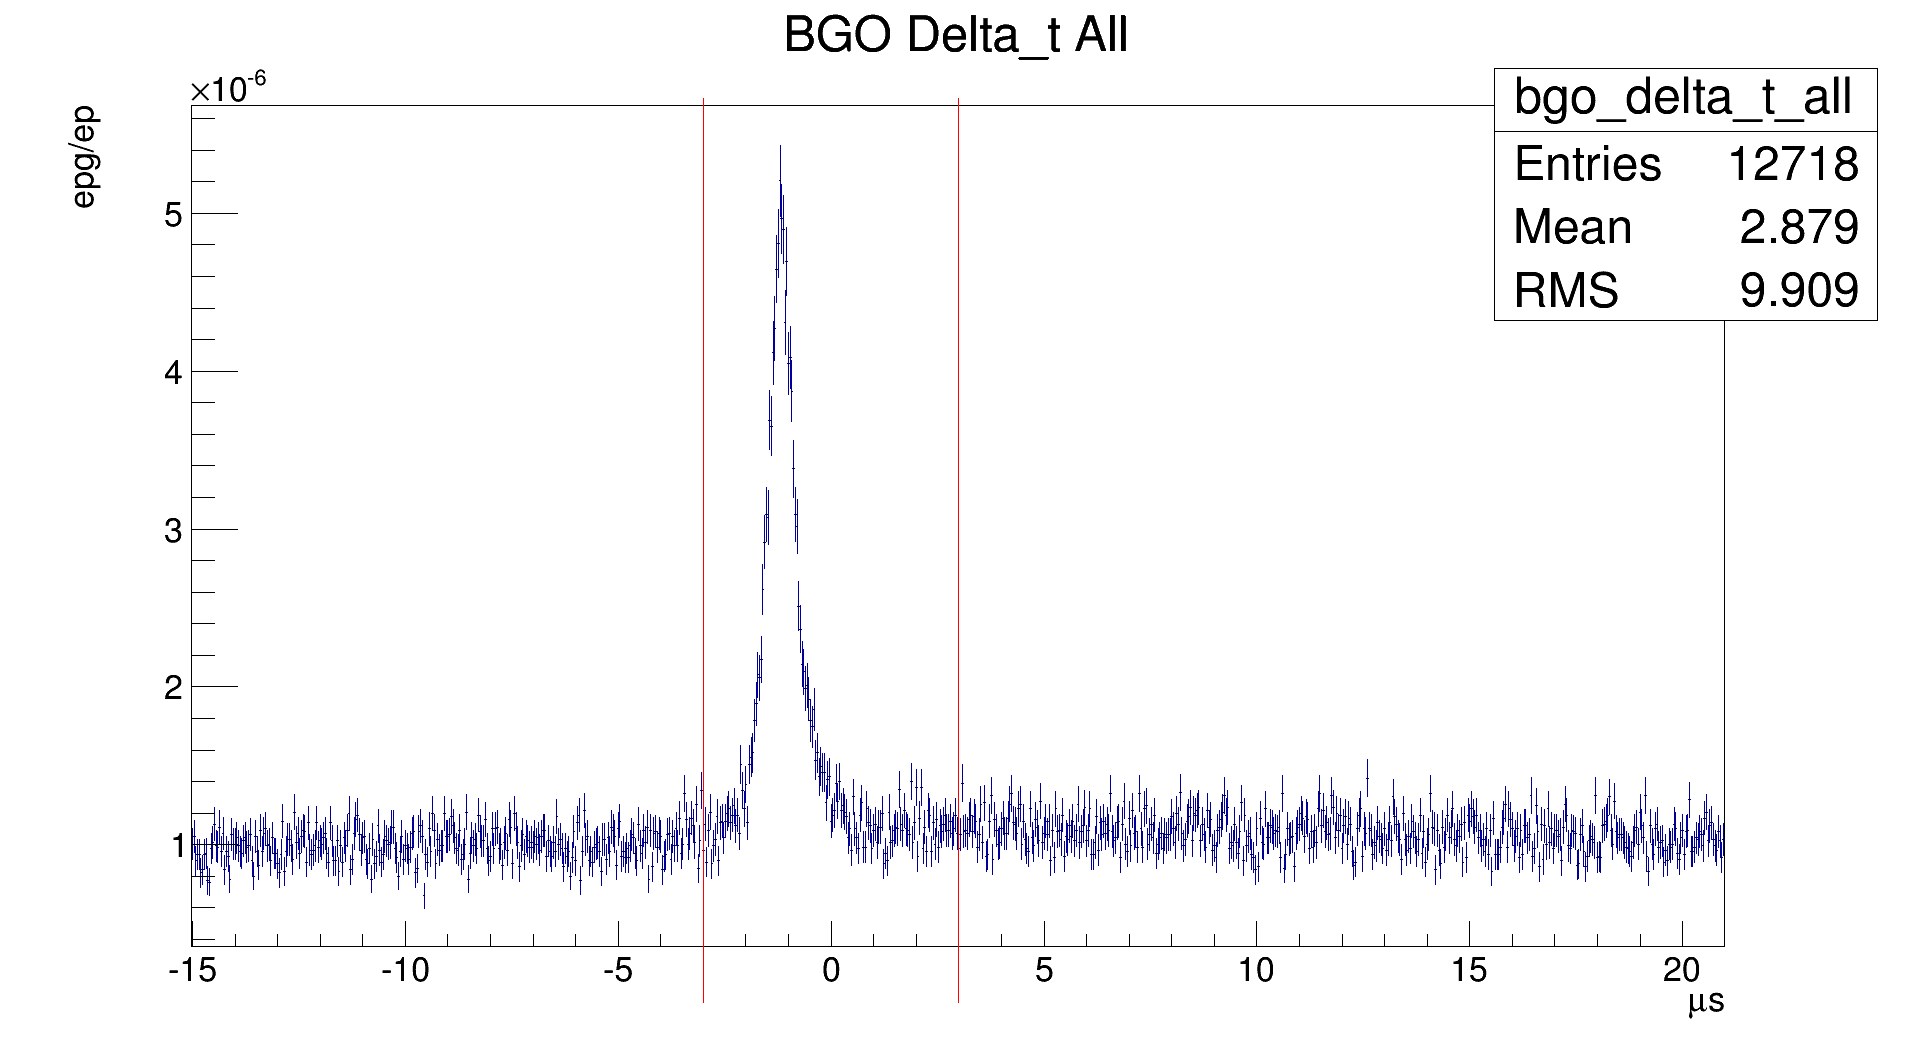 BGO Delta_t All
×10-6
epg/ep
bgo_delta_t_all
Entries 12718
Mean 2.879
RMS 9.909
5
4
3
2
1
-15 -10 -5 0 5 10 15 20
μs